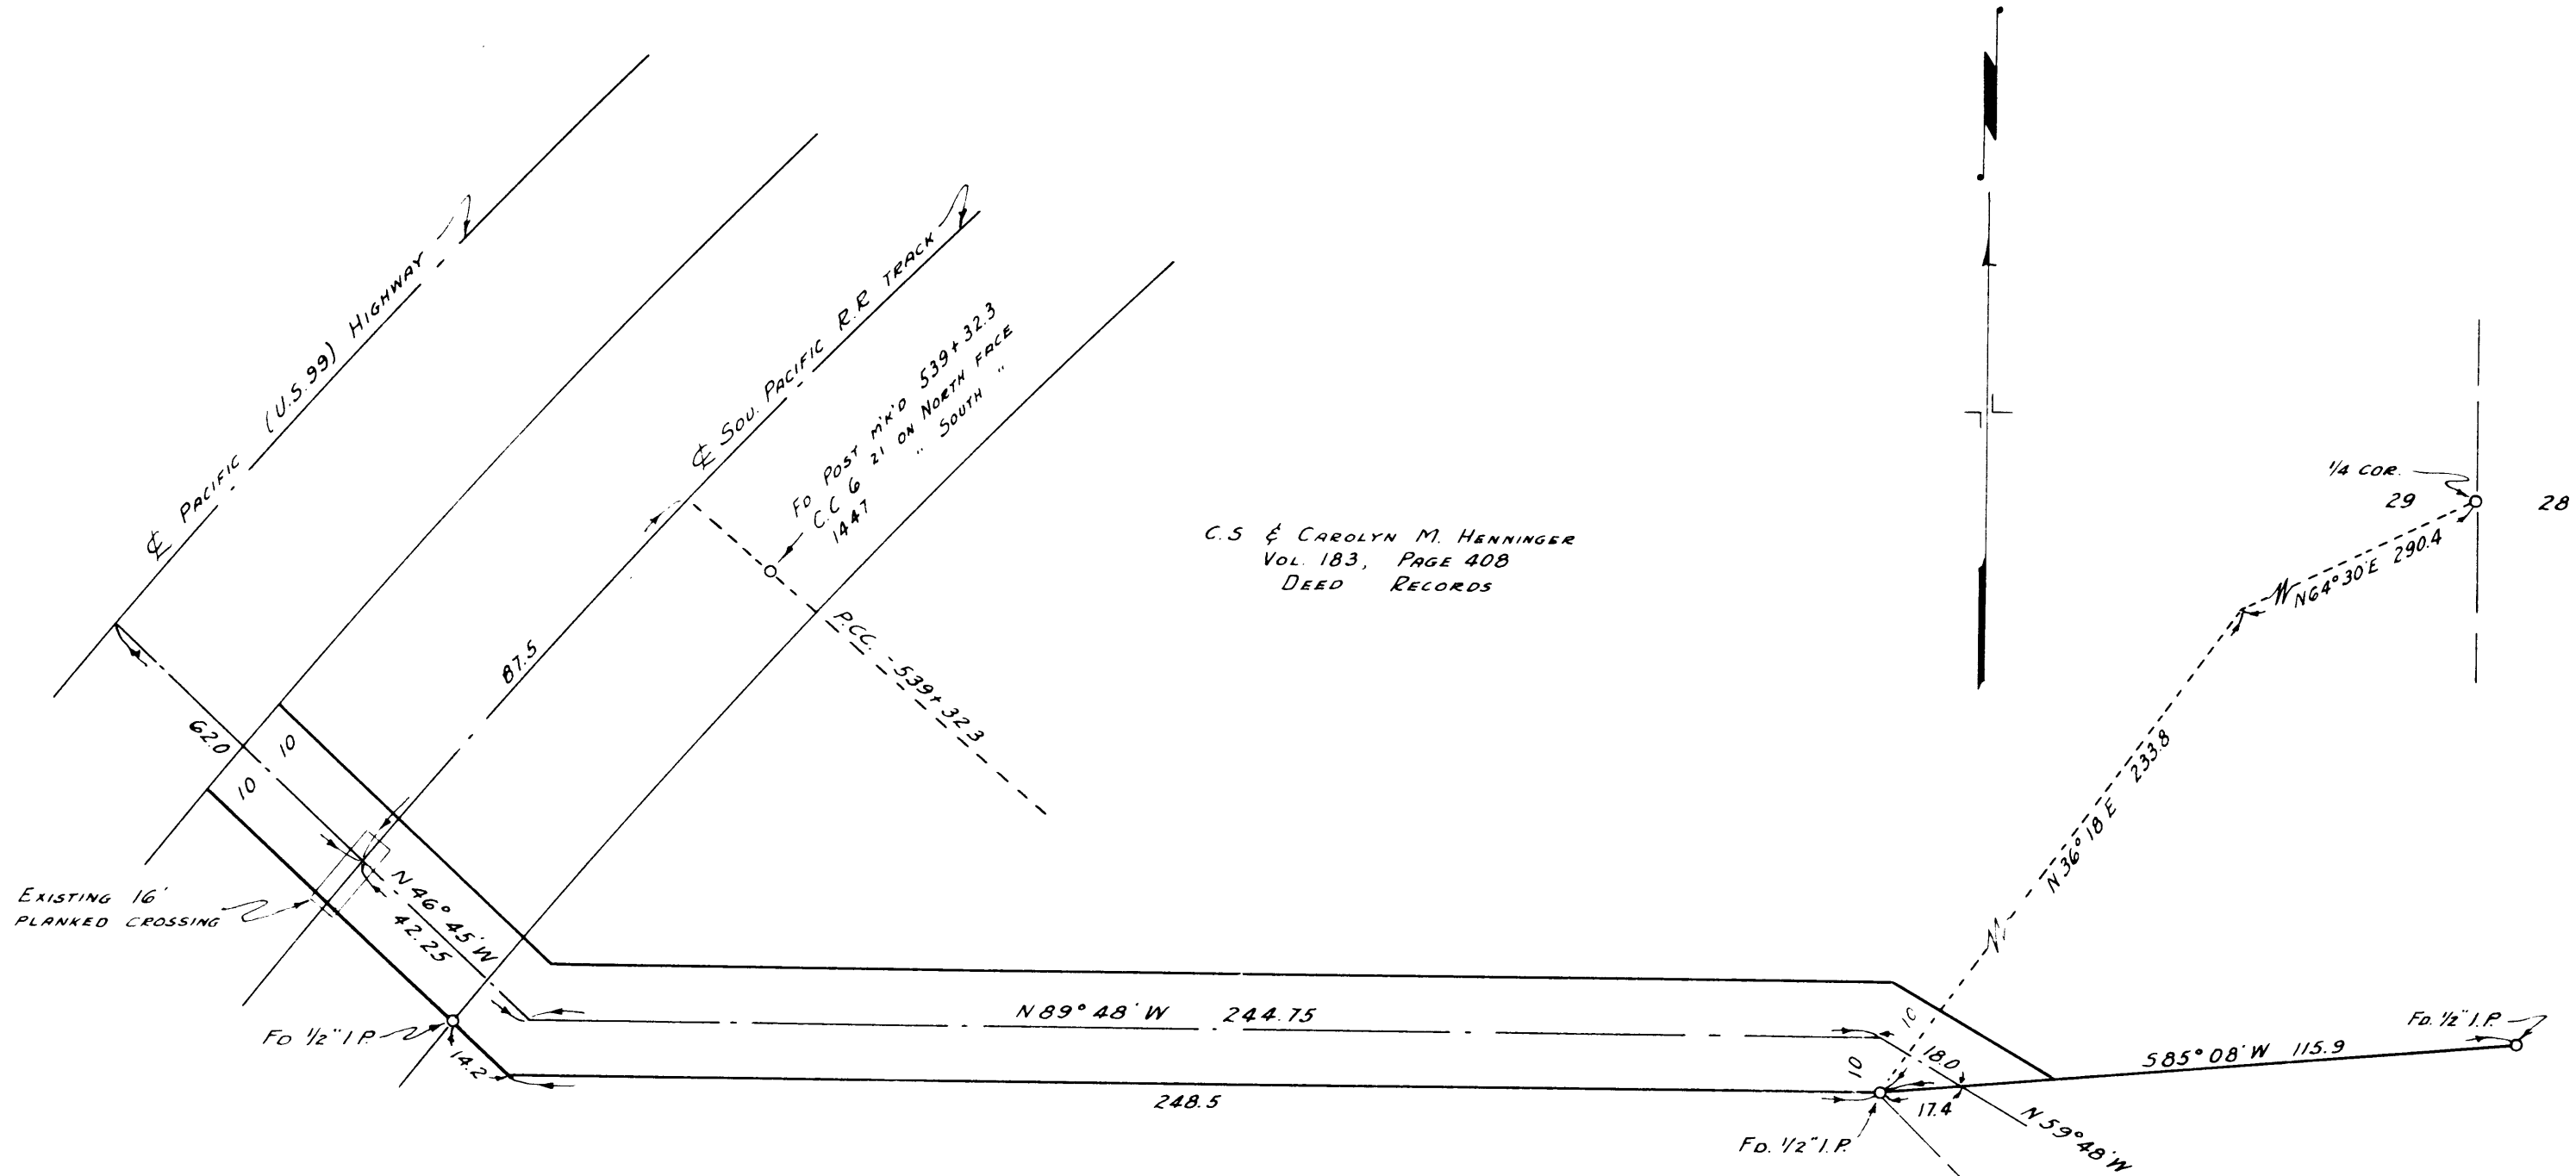 ℄ PACIFIC (U.S. 99) HIGHWAY
℄ SOU. PACIFIC R.R TRACK
FD POST M'K'D 539+32.3
C.C 6 21 ON NORTH FACE
1447 " SOUTH "
P.C.C. - 539+32.3
C.S & CAROLYN M. HENNINGER
VOL. 183, PAGE 408
DEED RECORDS
1/4 COR.
29
28
N64°30'E 290.4
N36°18'E 233.8
87.5
62.0
10
10
N46°45'W
42.25
EXISTING 16'
PLANKED CROSSING
FD 1/2" I.P.
14.2
N89°48'W 244.75
248.5
10
10
18.0
17.4
S85°08'W 115.9
FD. 1/2" I.P.
N59°48'W
FD. 1/2" I.P.